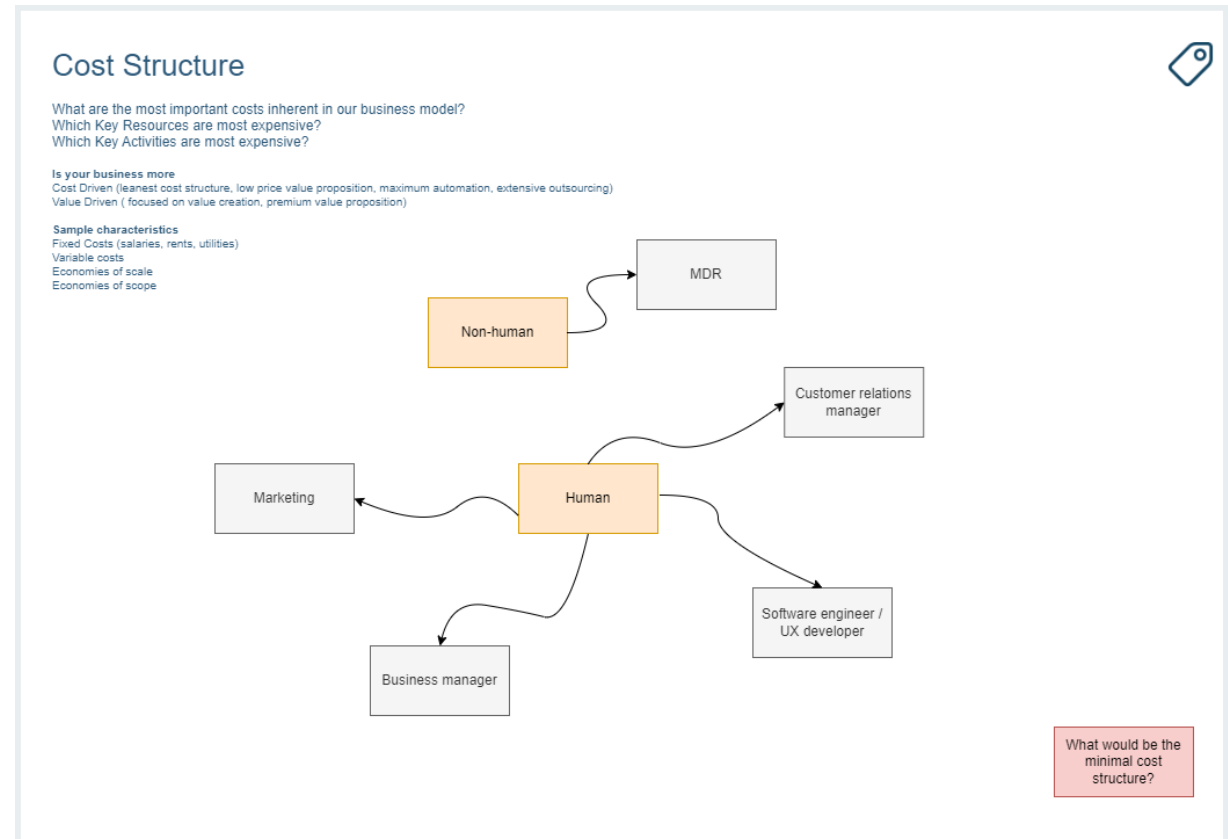 Cost Structure
What are the most important costs inherent in our business model?
Which Key Resources are most expensive?
Which Key Activities are most expensive?
Is your business more
Cost Driven (leanest cost structure, low price value proposition, maximum automation, extensive outsourcing)
Value Driven ( focused on value creation, premium value proposition)
Sample characteristics
Fixed Costs (salaries, rents, utilities)
Variable costs
Economies of scale
Economies of scope
MDR
Non-human
Customer relations
manager
Marketing
Human
Software engineer /
UX developer
Business manager
What would be the
minimal cost
structure?